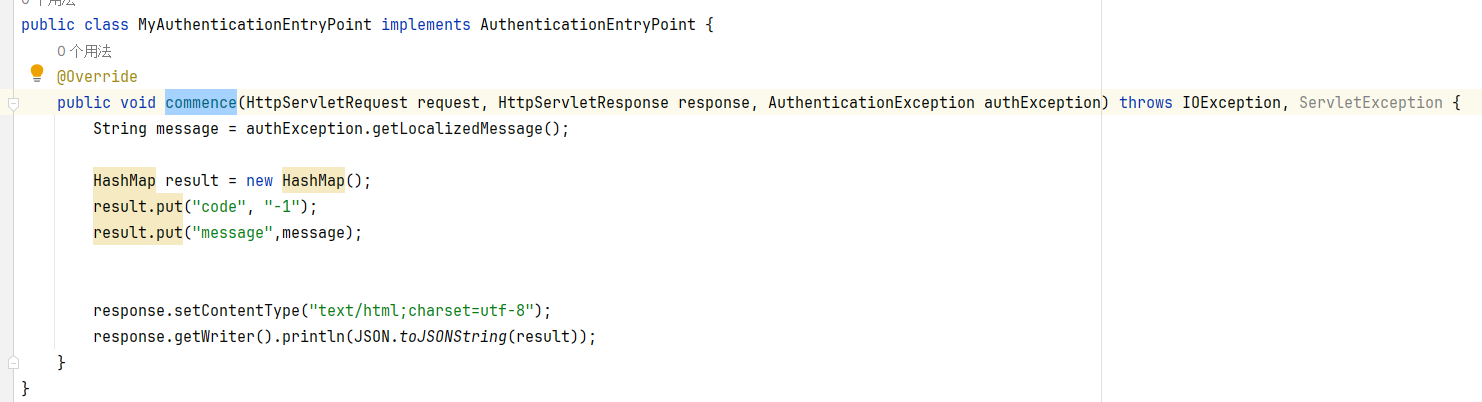 0 个用法
public class MyAuthenticationEntryPoint implements AuthenticationEntryPoint {
0 个用法
@Override
public void commence(HttpServletRequest request, HttpServletResponse response, AuthenticationException authException) throws IOException, ServletException {
String message = authException.getLocalizedMessage();
HashMap result = new HashMap();
result.put("code", "-1");
result.put("message",message);
response.setContentType("text/html;charset=utf-8");
response.getWriter().println(JSON.toJSONString(result));
}
}